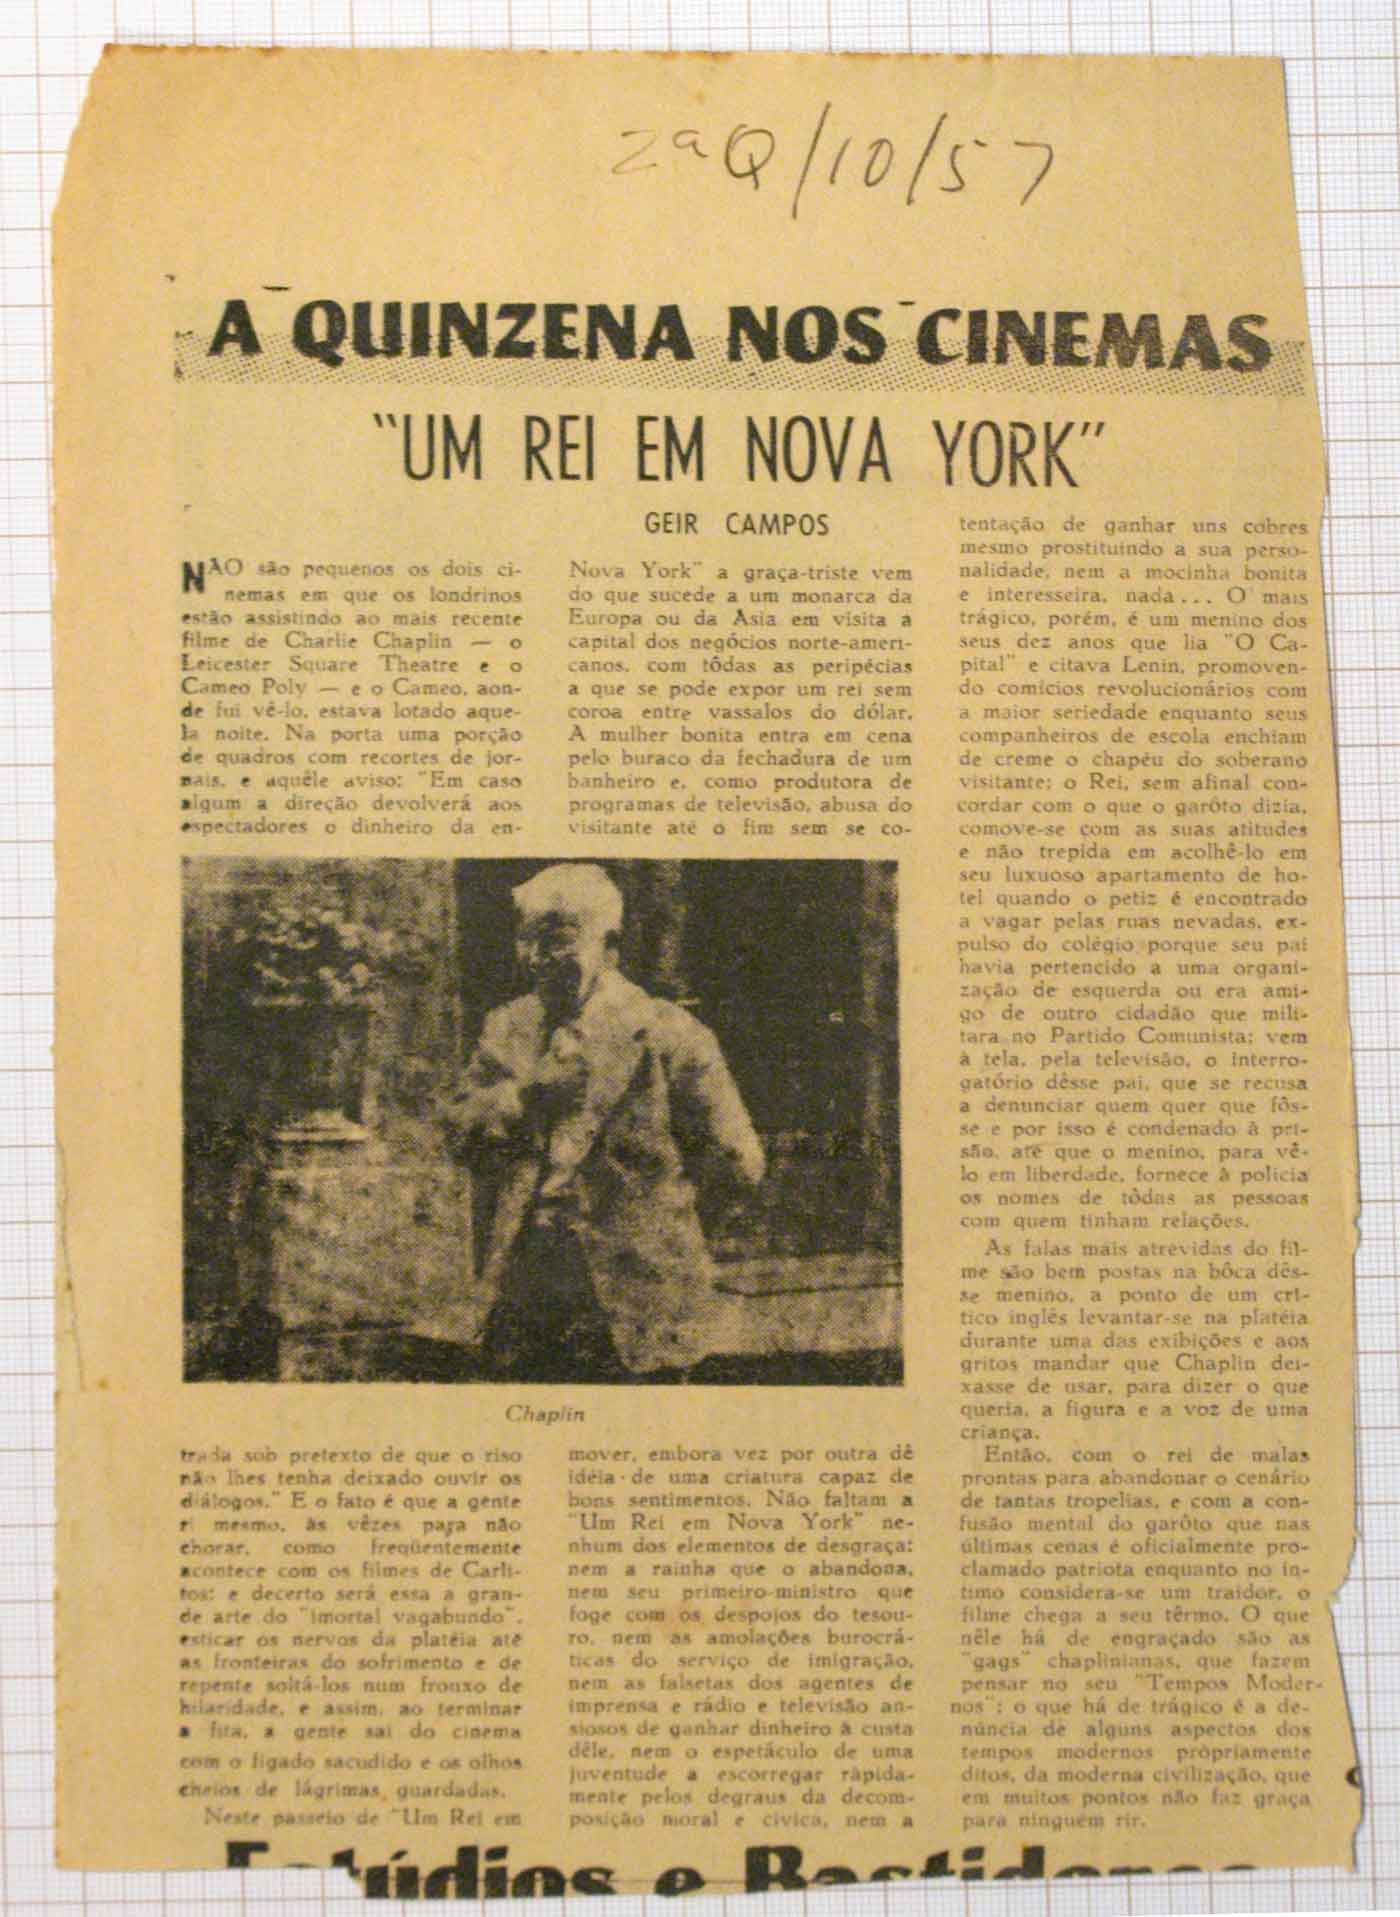 2ªQ/10/57
A QUINZENA NOS CINEMAS
"UM REI EM NOVA YORK"
GEIR CAMPOS
NÃO são pequenos os dois ci-
nemas em que os londrinos
estão assistindo ao mais recente
filme de Charlie Chaplin — o
Leicester Square Theatre e o
Cameo Poly — e o Cameo, aon-
de fui vê-lo, estava lotado aque-
la noite. Na porta uma porção
de quadros com recortes de jor-
nais, e aquêle aviso: "Em caso
algum a direção devolverá aos
espectadores o dinheiro da en-
trada sob pretexto de que o riso
não lhes tenha deixado ouvir os
diálogos." E o fato é que a gente
ri mesmo, às vêzes para não
chorar, como freqüentemente
acontece com os filmes de Carli-
tos; e decerto será essa a gran-
de arte do "imortal vagabundo",
esticar os nervos da platéia até
as fronteiras do sofrimento e de
repente soltá-los num frouxo de
hilaridade, e assim, ao terminar
a fita, a gente sai do cinema
com o fígado sacudido e os olhos
cheios de lágrimas guardadas.
Neste passeio de "Um Rei em
Nova York" a graça-triste vem
do que sucede a um monarca da
Europa ou da Ásia em visita à
capital dos negócios norte-ameri-
canos, com tôdas as peripécias
a que se pode expor um rei sem
coroa entre vassalos do dólar.
A mulher bonita entra em cena
pelo buraco da fechadura de um
banheiro e, como produtora de
programas de televisão, abusa do
visitante até o fim sem se co-
Chaplin
mover, embora vez por outra dê
idéia de uma criatura capaz de
bons sentimentos. Não faltam a
"Um Rei em Nova York" ne-
nhum dos elementos de desgraça:
nem a rainha que o abandona,
nem seu primeiro-ministro que
foge com os despojos do tesou-
ro, nem as amolações burocrá-
ticas do serviço de imigração,
nem as falsetas dos agentes de
imprensa e rádio e televisão an-
siosos de ganhar dinheiro à custa
dêle, nem o espetáculo de uma
juventude a escorregar ràpida-
mente pelos degraus da decom-
posição moral e cívica, nem a
tentação de ganhar uns cobres
mesmo prostituindo a sua perso-
nalidade, nem a mocinha bonita
e interesseira, nada... O mais
trágico, porém, é um menino dos
seus dez anos que lia "O Ca-
pital" e citava Lenin, promoven-
do comícios revolucionários com
a maior seriedade enquanto seus
companheiros de escola enchiam
de creme o chapéu do soberano
visitante; o Rei, sem afinal con-
cordar com o que o garôto dizia,
comove-se com as suas atitudes
e não trepida em acolhê-lo em
seu luxuoso apartamento de ho-
tel quando o petiz é encontrado
a vagar pelas ruas nevadas, ex-
pulso do colégio porque seu pai
havia pertencido a uma organi-
zação de esquerda ou era ami-
go de outro cidadão que mili-
tara no Partido Comunista; vem
à tela, pela televisão, o interro-
gatório dêsse pai, que se recusa
a denunciar quem quer que fôs-
se e por isso é condenado à pri-
são, até que o menino, para vê-
lo em liberdade, fornece à polícia
os nomes de tôdas as pessoas
com quem tinham relações.
As falas mais atrevidas do fil-
me são bem postas na bôca dês-
se menino, a ponto de um crí-
tico inglês levantar-se na platéia
durante uma das exibições e aos
gritos mandar que Chaplin dei-
xasse de usar, para dizer o que
queria, a figura e a voz de uma
criança.
Então, com o rei de malas
prontas para abandonar o cenário
de tantas tropelias, e com a con-
fusão mental do garôto que nas
últimas cenas é oficialmente pro-
clamado patriota enquanto no ín-
timo considera-se um traidor, o
filme chega a seu têrmo. O que
nêle há de engraçado são as
"gags" chaplinianas, que fazem
pensar no seu "Tempos Moder-
nos"; o que há de trágico é a de-
núncia de alguns aspectos dos
tempos modernos pròpriamente
ditos, da moderna civilização, que
em muitos pontos não faz graça
para ninguém rir.
Estúdios e Bastidores